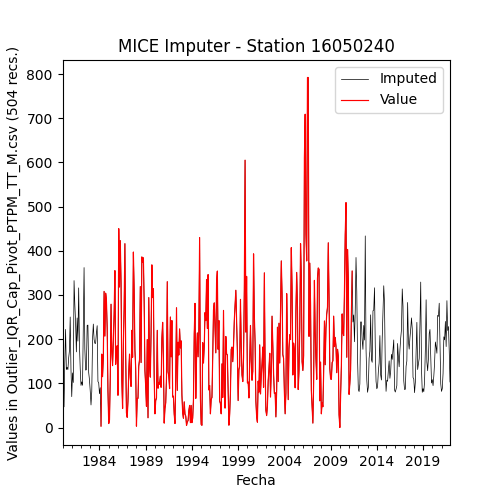 MICE Imputer - Station 16050240
Values in Outlier_IQR_Cap_Pivot_PTPM_TT_M.csv (504 recs.)
800
700
600
500
400
300
200
100
0
Imputed
Value
1984 1989 1994 1999 2004 2009 2014 2019
Fecha